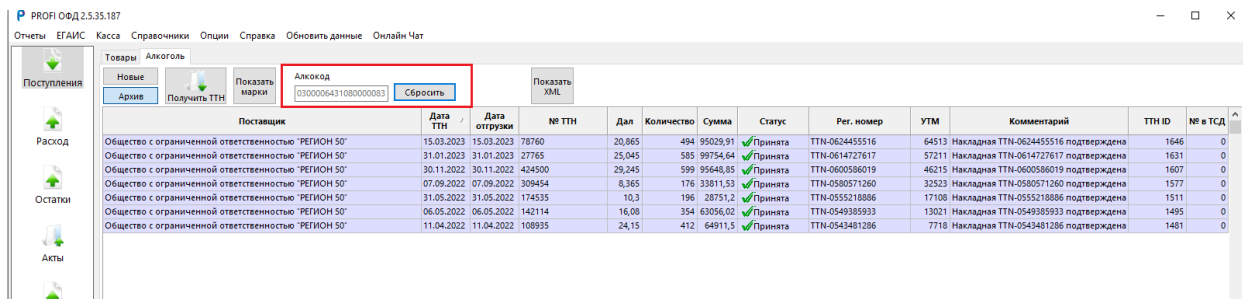 PROFI ОФД 2.5.35.187
Отчеты ЕГАИС Касса Справочники Опции Справка Обновить данные Онлайн Чат
Товары Алкоголь
Поступления
Новые
Архив
Получить ТТН
Показать марки
Алкокод
0300006431080000083
Сбросить
Показать XML
Поставщик Дата ТТН Дата отгрузки № ТТН Дал Количество Сумма Статус Рег. номер УТМ Комментарий ТТН ID № в ТСД
Общество с ограниченной ответственностью "РЕГИОН 50" 15.03.2023 15.03.2023 78760 20,865 494 95029,91 Принята TTN-0624455516 64513 Накладная TTN-0624455516 подтверждена 1646 0
Общество с ограниченной ответственностью "РЕГИОН 50" 31.01.2023 31.01.2023 27765 25,045 585 99754,64 Принята TTN-0614727617 57211 Накладная TTN-0614727617 подтверждена 1631 0
Общество с ограниченной ответственностью "РЕГИОН 50" 30.11.2022 30.11.2022 424500 29,245 599 95648,85 Принята TTN-0600586019 46215 Накладная TTN-0600586019 подтверждена 1607 0
Общество с ограниченной ответственностью "РЕГИОН 50" 07.09.2022 07.09.2022 309454 8,365 176 33811,53 Принята TTN-0580571260 32523 Накладная TTN-0580571260 подтверждена 1577 0
Общество с ограниченной ответственностью "РЕГИОН 50" 31.05.2022 31.05.2022 174535 10,3 196 28751,2 Принята TTN-0555218886 17108 Накладная TTN-0555218886 подтверждена 1511 0
Общество с ограниченной ответственностью "РЕГИОН 50" 06.05.2022 06.05.2022 142114 16,08 354 63056,02 Принята TTN-0549385933 13021 Накладная TTN-0549385933 подтверждена 1495 0
Общество с ограниченной ответственностью "РЕГИОН 50" 11.04.2022 11.04.2022 108935 24,15 412 64911,5 Принята TTN-0543481286 7718 Накладная TTN-0543481286 подтверждена 1481 0
Расход
Остатки
Акты